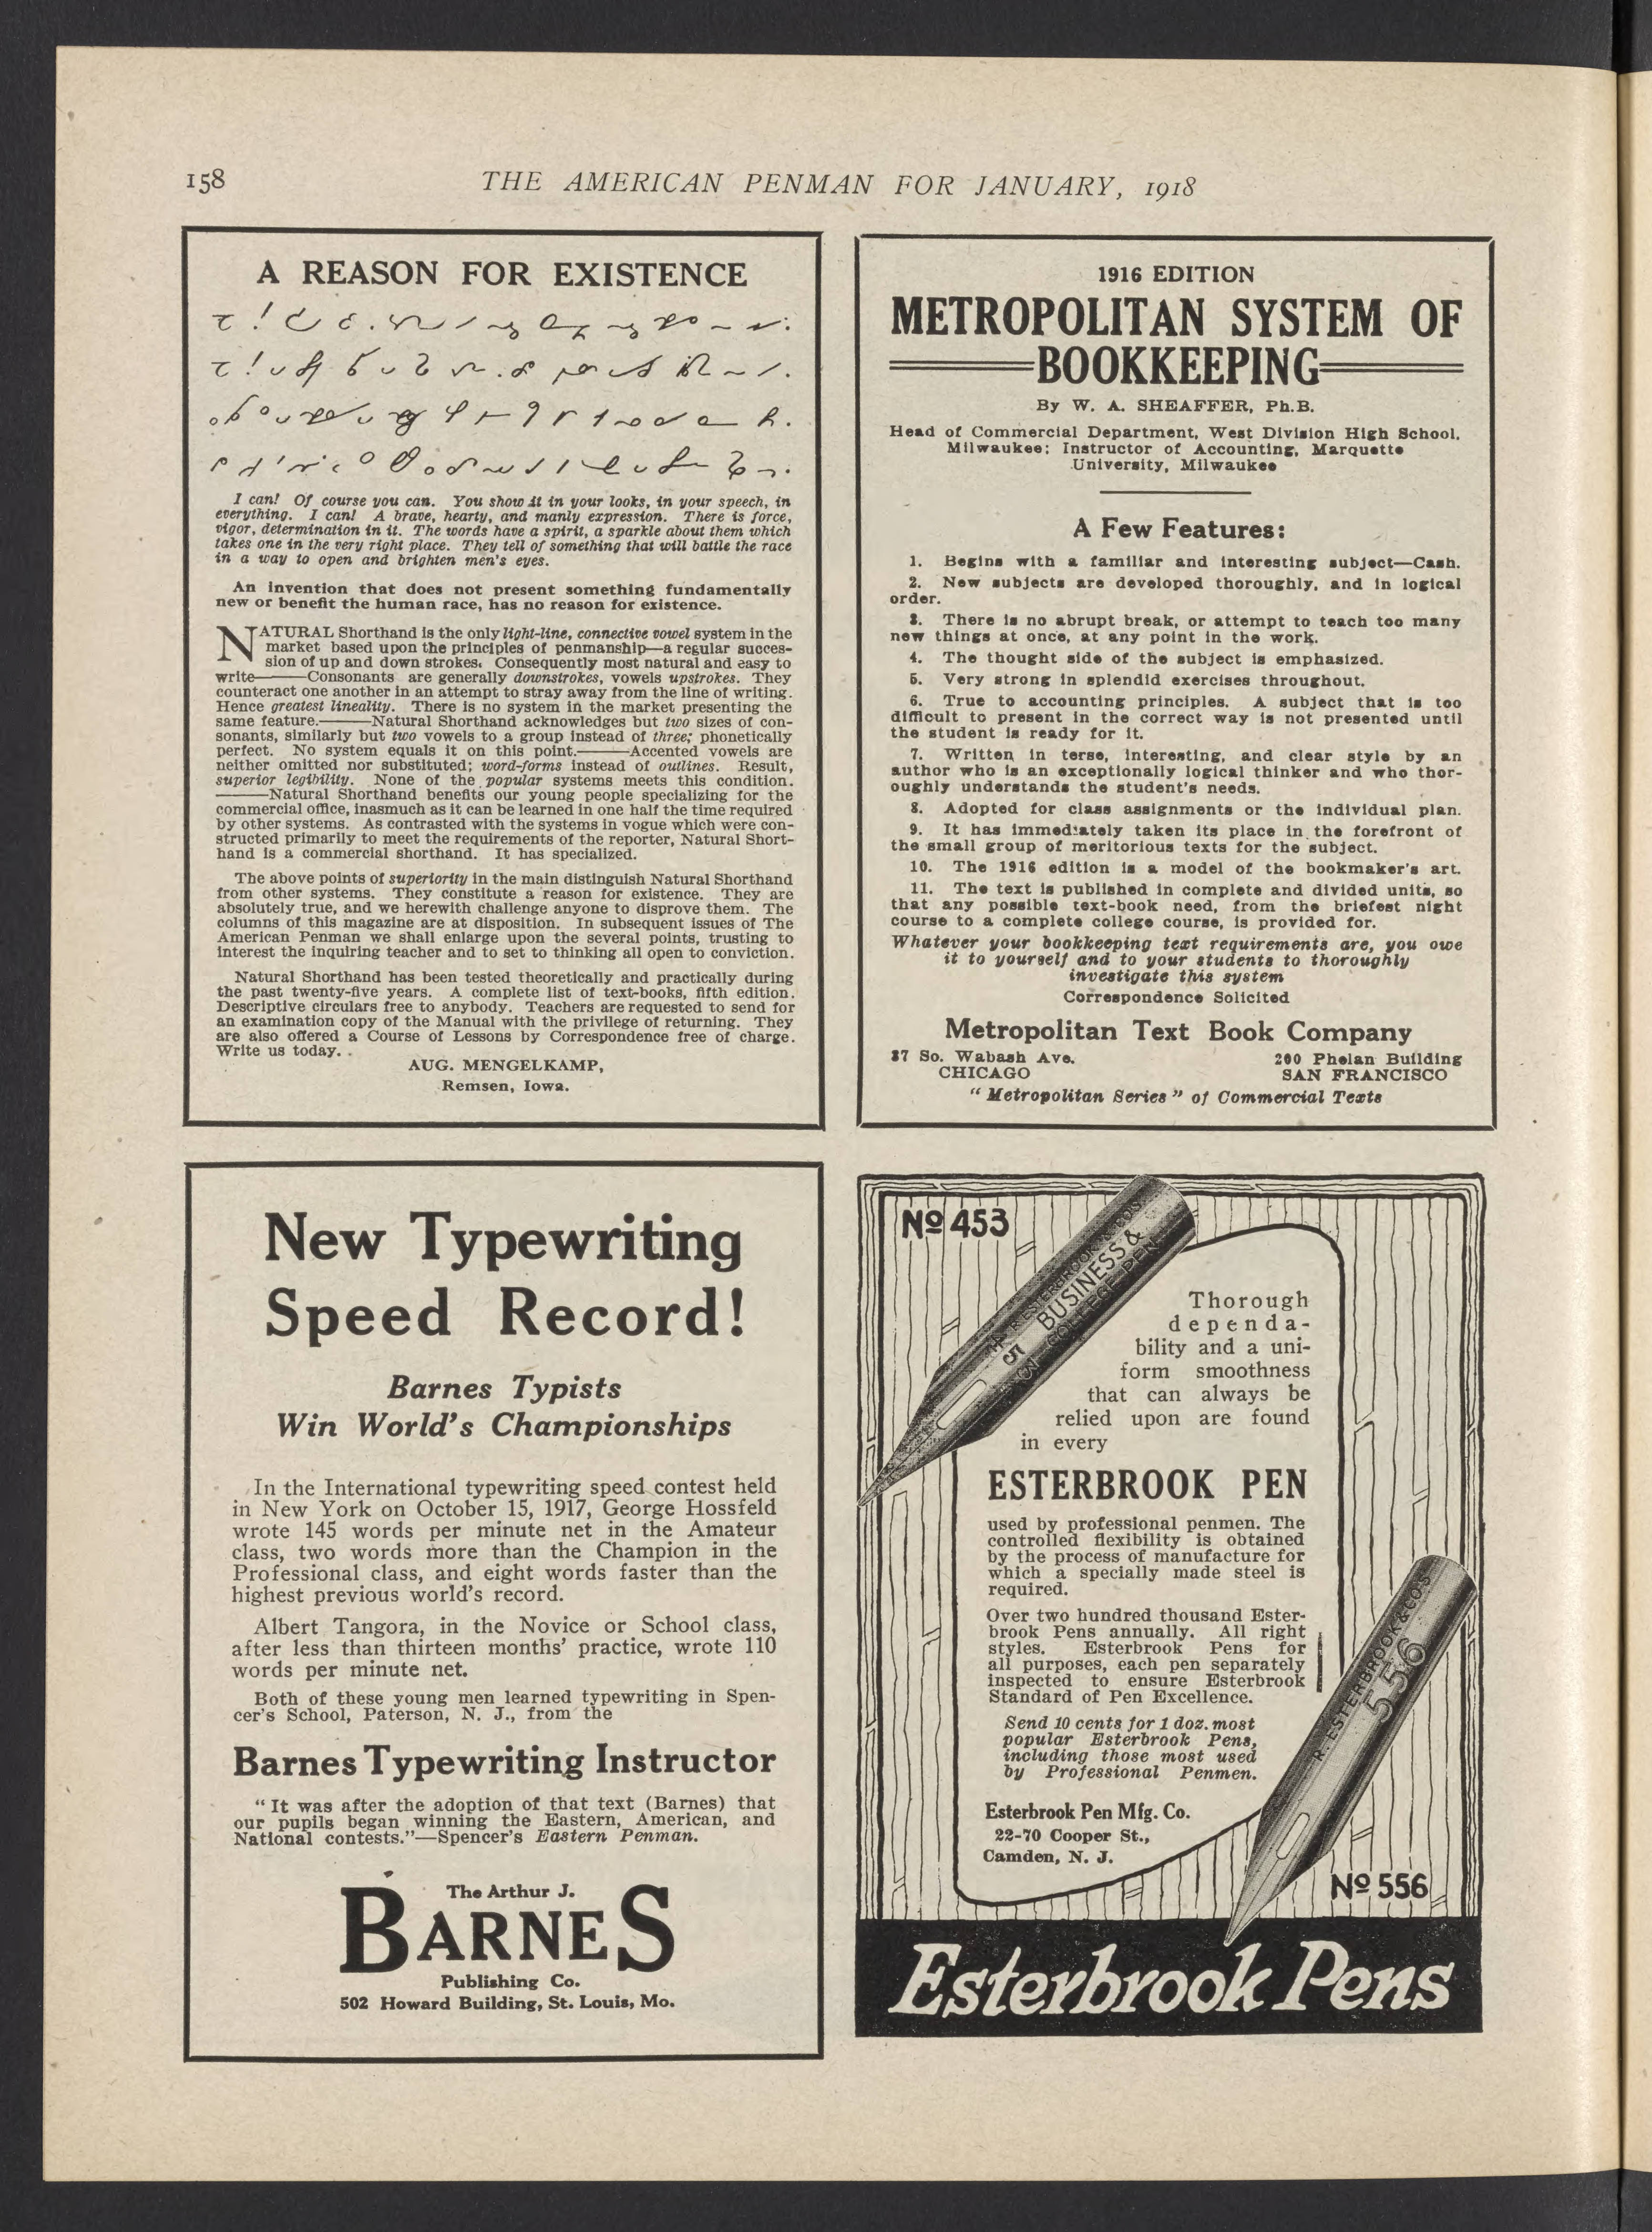 158
THE AMERICAN PENMAN FOR JANUARY, 1918
A REASON FOR EXISTENCE
I can! Of course you can. You show it in your looks, in your speech, in
everything. I can! A brave, hearty, and manly expression. There is force,
vigor, determination in it. The words have a spirit, a sparkle about them which
takes one in the very right place. They tell of something that will battle the race
in a way to open and brighten men's eyes.
An invention that does not present something fundamentally
new or benefit the human race, has no reason for existence.
NATURAL Shorthand is the only light-line, connective vowel system in the
market based upon the principles of penmanship—a regular succes-
sion of up and down strokes. Consequently most natural and easy to
write———Consonants are generally downstrokes, vowels upstrokes. They
counteract one another in an attempt to stray away from the line of writing.
Hence greatest lineality. There is no system in the market presenting the
same feature.———Natural Shorthand acknowledges but two sizes of con-
sonants, similarly but two vowels to a group instead of three; phonetically
perfect. No system equals it on this point.———Accented vowels are
neither omitted nor substituted; word-forms instead of outlines. Result,
superior legibility. None of the popular systems meets this condition.
———Natural Shorthand benefits our young people specializing for the
commercial office, inasmuch as it can be learned in one half the time required
by other systems. As contrasted with the systems in vogue which were con-
structed primarily to meet the requirements of the reporter, Natural Short-
hand is a commercial shorthand. It has specialized.
The above points of superiority in the main distinguish Natural Shorthand
from other systems. They constitute a reason for existence. They are
absolutely true, and we herewith challenge anyone to disprove them. The
columns of this magazine are at disposition. In subsequent issues of The
American Penman we shall enlarge upon the several points, trusting to
interest the inquiring teacher and to set to thinking all open to conviction.
Natural Shorthand has been tested theoretically and practically during
the past twenty-five years. A complete list of text-books, fifth edition.
Descriptive circulars free to anybody. Teachers are requested to send for
an examination copy of the Manual with the privilege of returning. They
are also offered a Course of Lessons by Correspondence free of charge.
Write us today.
AUG. MENGELKAMP,
Remsen, Iowa.
1916 EDITION
METROPOLITAN SYSTEM OF
BOOKKEEPING
By W. A. SHEAFFER, Ph.B.
Head of Commercial Department, West Division High School,
Milwaukee; Instructor of Accounting, Marquette
University, Milwaukee
A Few Features:
1. Begins with a familiar and interesting subject—Cash.
2. New subjects are developed thoroughly, and in logical
order.
3. There is no abrupt break, or attempt to teach too many
new things at once, at any point in the work.
4. The thought side of the subject is emphasized.
5. Very strong in splendid exercises throughout.
6. True to accounting principles. A subject that is too
difficult to present in the correct way is not presented until
the student is ready for it.
7. Written in terse, interesting, and clear style by an
author who is an exceptionally logical thinker and who thor-
oughly understands the student's needs.
8. Adopted for class assignments or the individual plan.
9. It has immediately taken its place in the forefront of
the small group of meritorious texts for the subject.
10. The 1916 edition is a model of the bookmaker's art.
11. The text is published in complete and divided units, so
that any possible text-book need, from the briefest night
course to a complete college course, is provided for.
Whatever your bookkeeping text requirements are, you owe
it to yourself and to your students to thoroughly
investigate this system
Correspondence Solicited
Metropolitan Text Book Company
37 So. Wabash Ave. 200 Phelan Building
CHICAGO SAN FRANCISCO
"Metropolitan Series" of Commercial Texts
New Typewriting
Speed Record!
Barnes Typists
Win World's Championships
In the International typewriting speed contest held
in New York on October 15, 1917, George Hossfeld
wrote 145 words per minute net in the Amateur
class, two words more than the Champion in the
Professional class, and eight words faster than the
highest previous world's record.
Albert Tangora, in the Novice or School class,
after less than thirteen months' practice, wrote 110
words per minute net.
Both of these young men learned typewriting in Spen-
cer's School, Paterson, N. J., from the
Barnes Typewriting Instructor
"It was after the adoption of that text (Barnes) that
our pupils began winning the Eastern, American, and
National contests."—Spencer's Eastern Penman.
The Arthur J.
BARNES
Publishing Co.
502 Howard Building, St. Louis, Mo.
Nº 453
BUSINESS &
COLLEGE PEN
Thorough
dependa-
bility and a uni-
form smoothness
that can always be
relied upon are found
in every
ESTERBROOK PEN
used by professional penmen. The
controlled flexibility is obtained
by the process of manufacture for
which a specially made steel is
required.
Over two hundred thousand Ester-
brook Pens annually. All right
styles. Esterbrook Pens for
all purposes, each pen separately
inspected to ensure Esterbrook
Standard of Pen Excellence.
Send 10 cents for 1 doz. most
popular Esterbrook Pens,
including those most used
by Professional Penmen.
Esterbrook Pen Mfg. Co.
22-70 Cooper St.,
Camden, N. J.
R. ESTERBROOK & CO'S
556
Nº 556
Esterbrook Pens